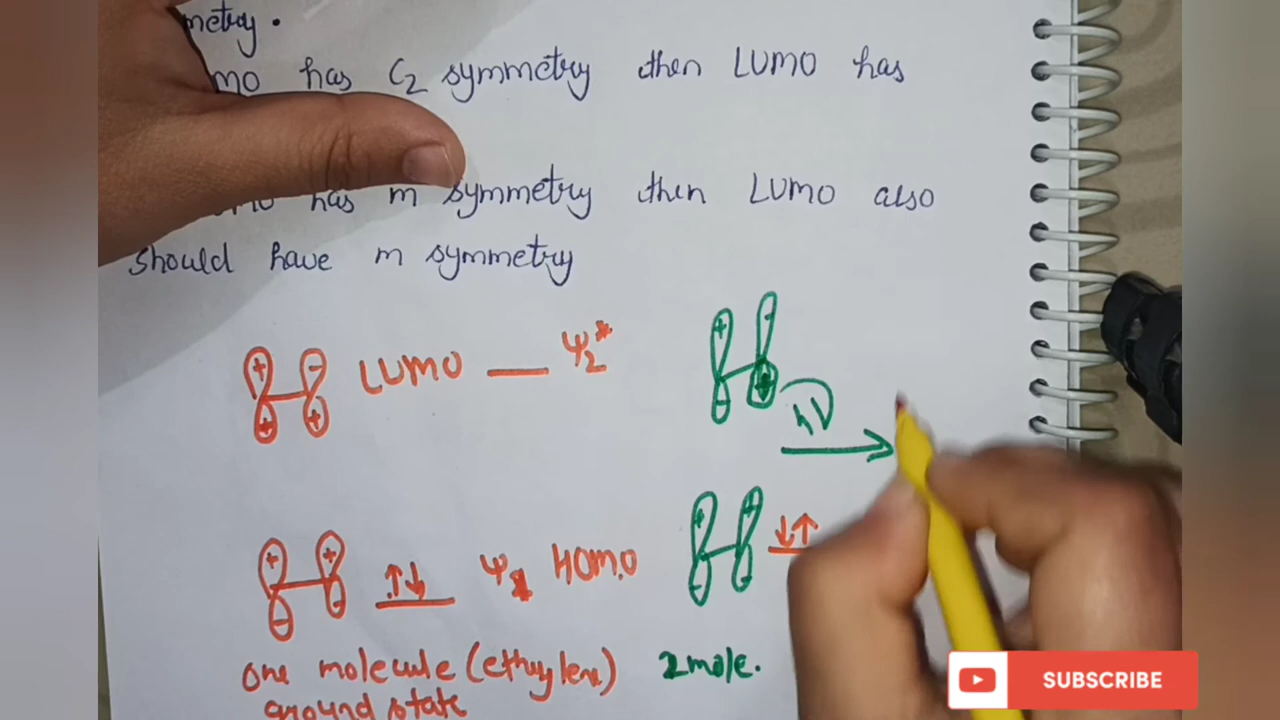 metry.
mo has C2 symmetry then LUMO has
has m symmetry then LUMO also
should have m symmetry
+ - LUMO — ψ2*
+ +
+ -
- +
hν
+ + ↑↓ ψ1 HOMO
- -
+ + ↓↑
- -
one molecule (ethylene) 2 mole.
ground state
SUBSCRIBE